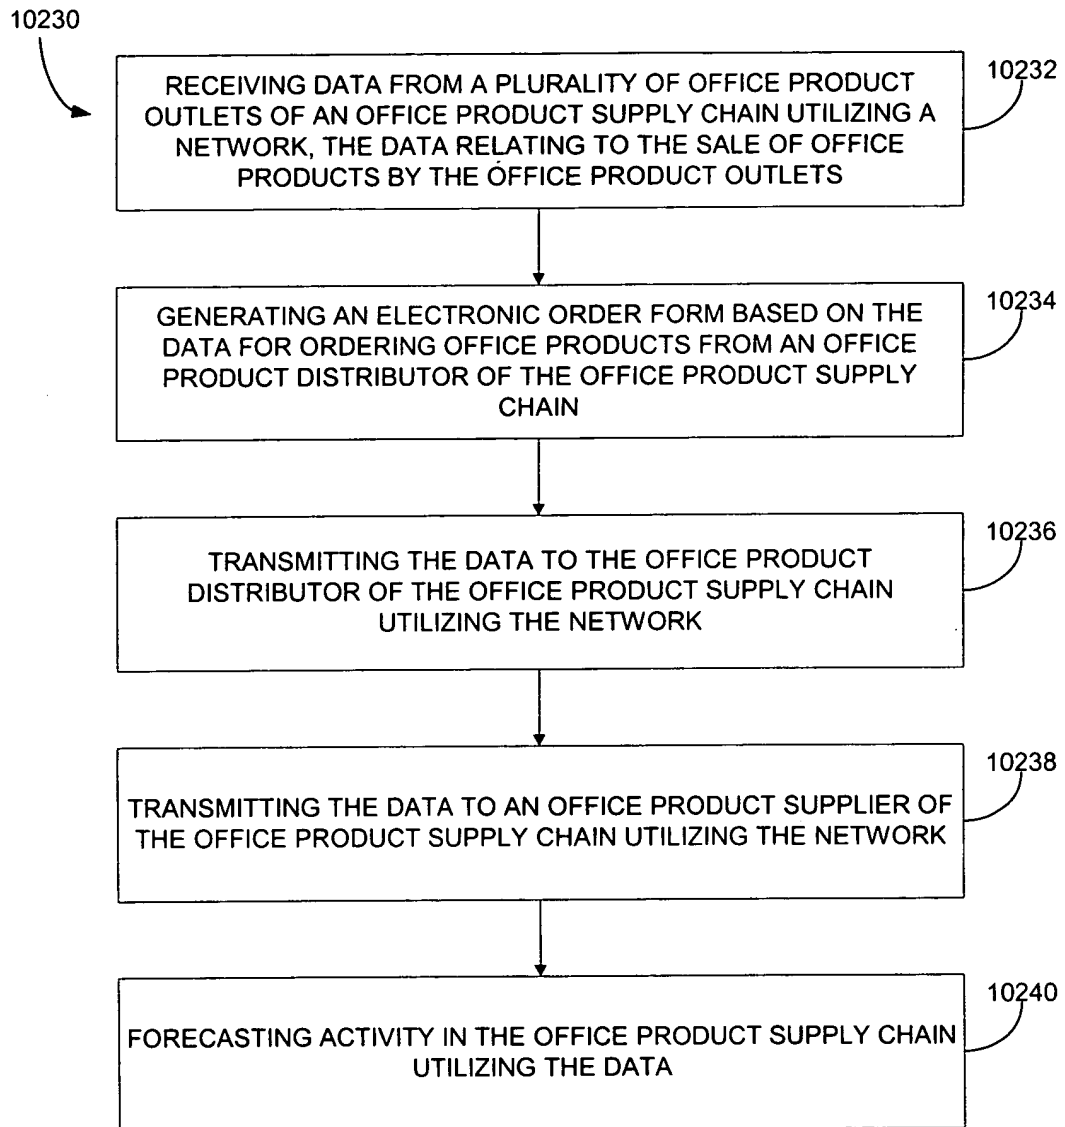 10230
RECEIVING DATA FROM A PLURALITY OF OFFICE PRODUCT
OUTLETS OF AN OFFICE PRODUCT SUPPLY CHAIN UTILIZING A
NETWORK, THE DATA RELATING TO THE SALE OF OFFICE
PRODUCTS BY THE OFFICE PRODUCT OUTLETS
10232
GENERATING AN ELECTRONIC ORDER FORM BASED ON THE
DATA FOR ORDERING OFFICE PRODUCTS FROM AN OFFICE
PRODUCT DISTRIBUTOR OF THE OFFICE PRODUCT SUPPLY
CHAIN
10234
TRANSMITTING THE DATA TO THE OFFICE PRODUCT
DISTRIBUTOR OF THE OFFICE PRODUCT SUPPLY CHAIN
UTILIZING THE NETWORK
10236
TRANSMITTING THE DATA TO AN OFFICE PRODUCT SUPPLIER OF
THE OFFICE PRODUCT SUPPLY CHAIN UTILIZING THE NETWORK
10238
FORECASTING ACTIVITY IN THE OFFICE PRODUCT SUPPLY CHAIN
UTILIZING THE DATA
10240